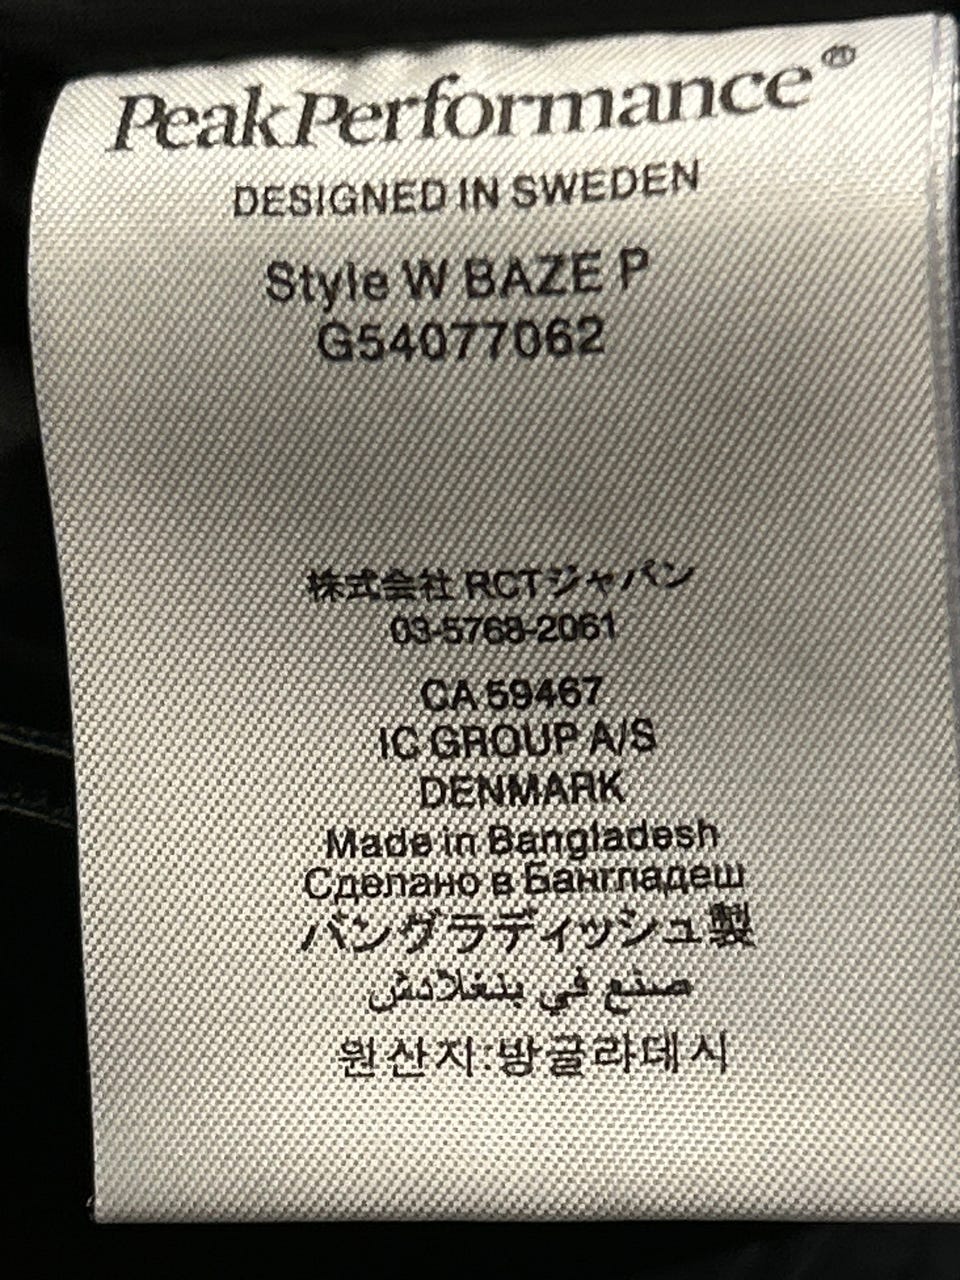 PeakPerformance®
DESIGNED IN SWEDEN
Style W BAZE P
G54077062
株式会社 RCTジャパン
03-5768-2061
CA 59467
IC GROUP A/S
DENMARK
Made in Bangladesh
Сделано в Бангладеш
バングラディッシュ製
صنع في بنغلادش
원산지:방글라데시